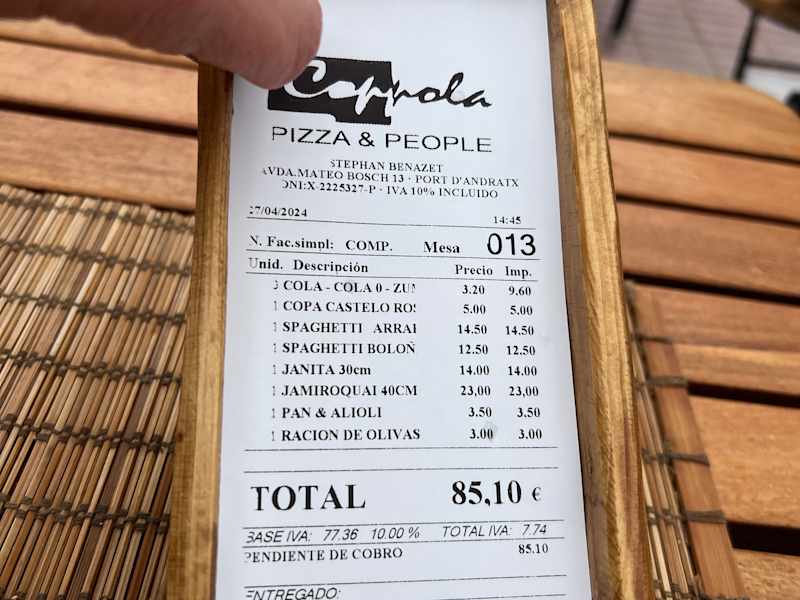 Coppola
PIZZA & PEOPLE
STEPHAN BENAZET
AVDA.MATEO BOSCH 13 · PORT D'ANDRATX
DNI:X-2225327-P · IVA 10% INCLUIDO
27/04/2024 14:45
N. Fac.simpl: COMP. Mesa 013
Unid. Descripción Precio Imp.
3 COLA - COLA 0 - ZUM 3.20 9.60
1 COPA CASTELO ROS 5.00 5.00
1 SPAGHETTI ARRAB 14.50 14.50
1 SPAGHETTI BOLOÑ 12.50 12.50
1 JANITA 30cm 14.00 14.00
1 JAMIROQUAI 40CM 23,00 23,00
1 PAN & ALIOLI 3.50 3.50
1 RACION DE OLIVAS 3.00 3.00
TOTAL 85,10 €
BASE IVA: 77.36 10.00 % TOTAL IVA: 7.74
PENDIENTE DE COBRO 85.10
ENTREGADO: